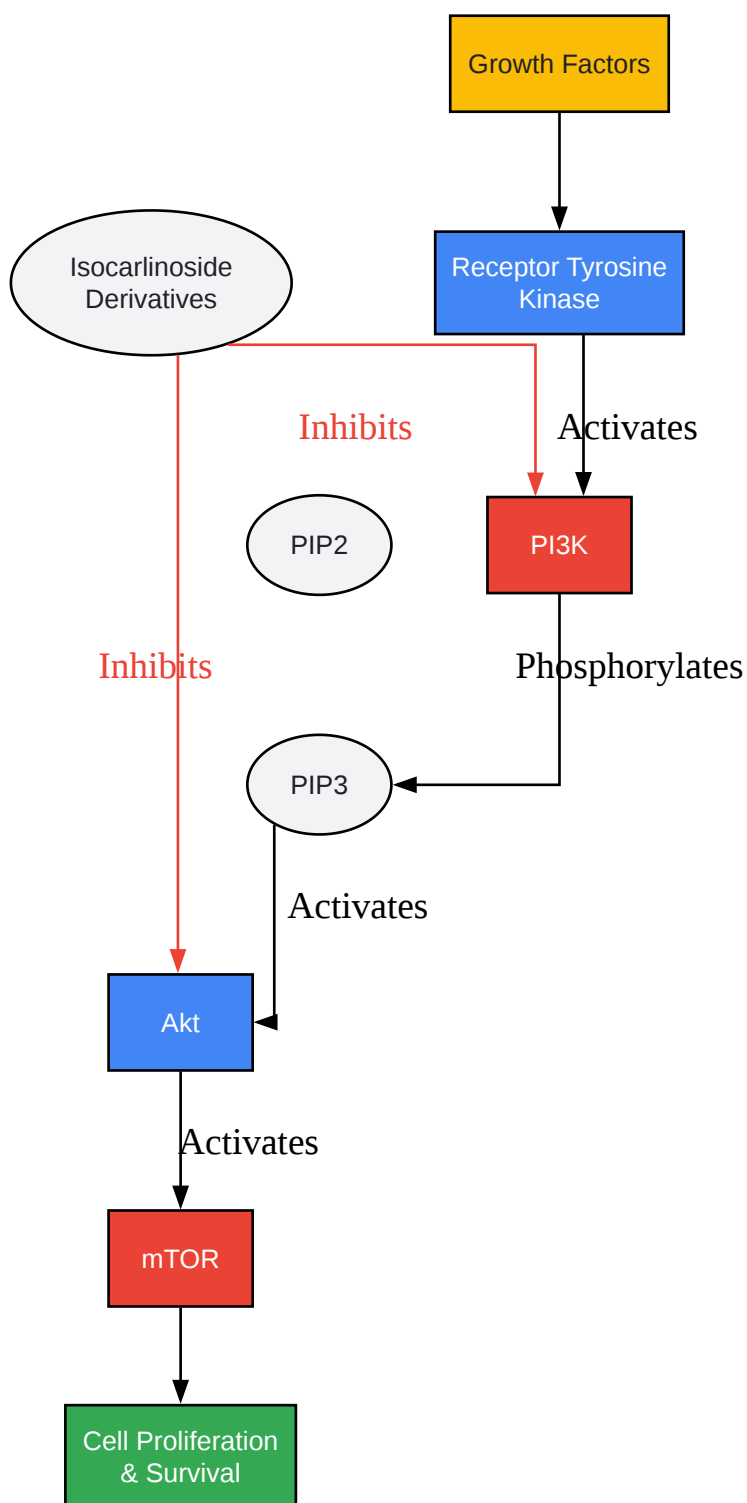 Growth Factors
Isocarlinoside
Derivatives
Receptor Tyrosine
Kinase
Inhibits
Activates
PIP2
PI3K
Inhibits
Phosphorylates
PIP3
Activates
Akt
Activates
mTOR
Cell Proliferation
& Survival